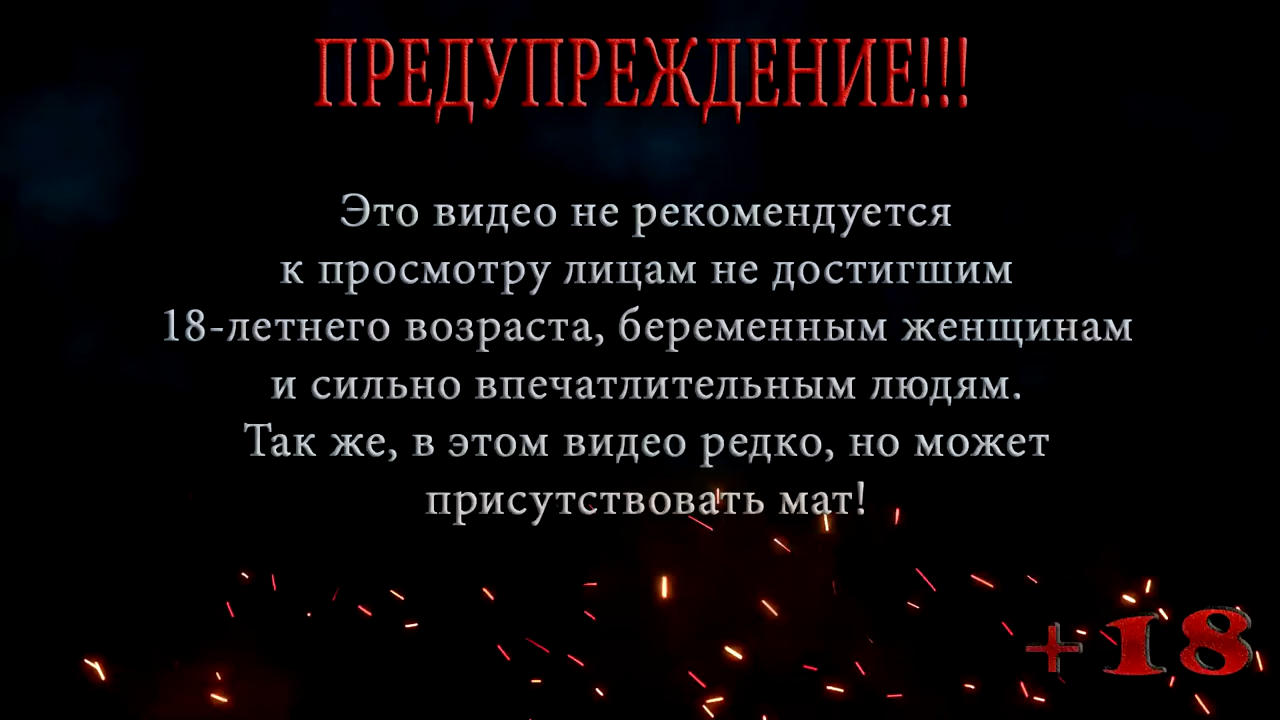 ПРЕДУПРЕЖДЕНИЕ!!!
Это видео не рекомендуется
к просмотру лицам не достигшим
18-летнего возраста, беременным женщинам
и сильно впечатлительным людям.
Так же, в этом видео редко, но может
присутствовать мат!
+18